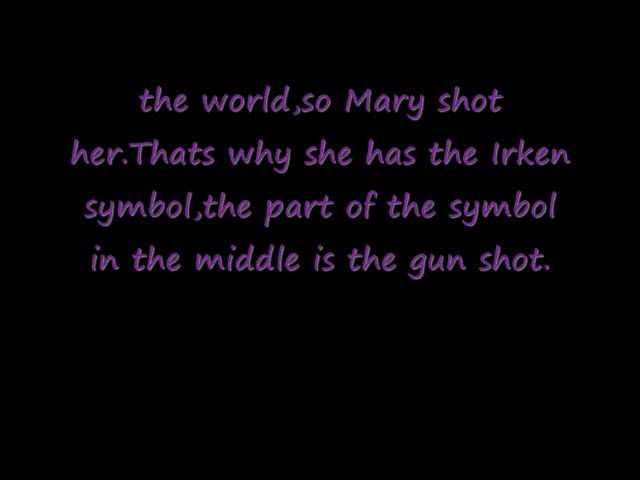 the world,so Mary shot
her.Thats why she has the Irken
symbol,the part of the symbol
in the middle is the gun shot.